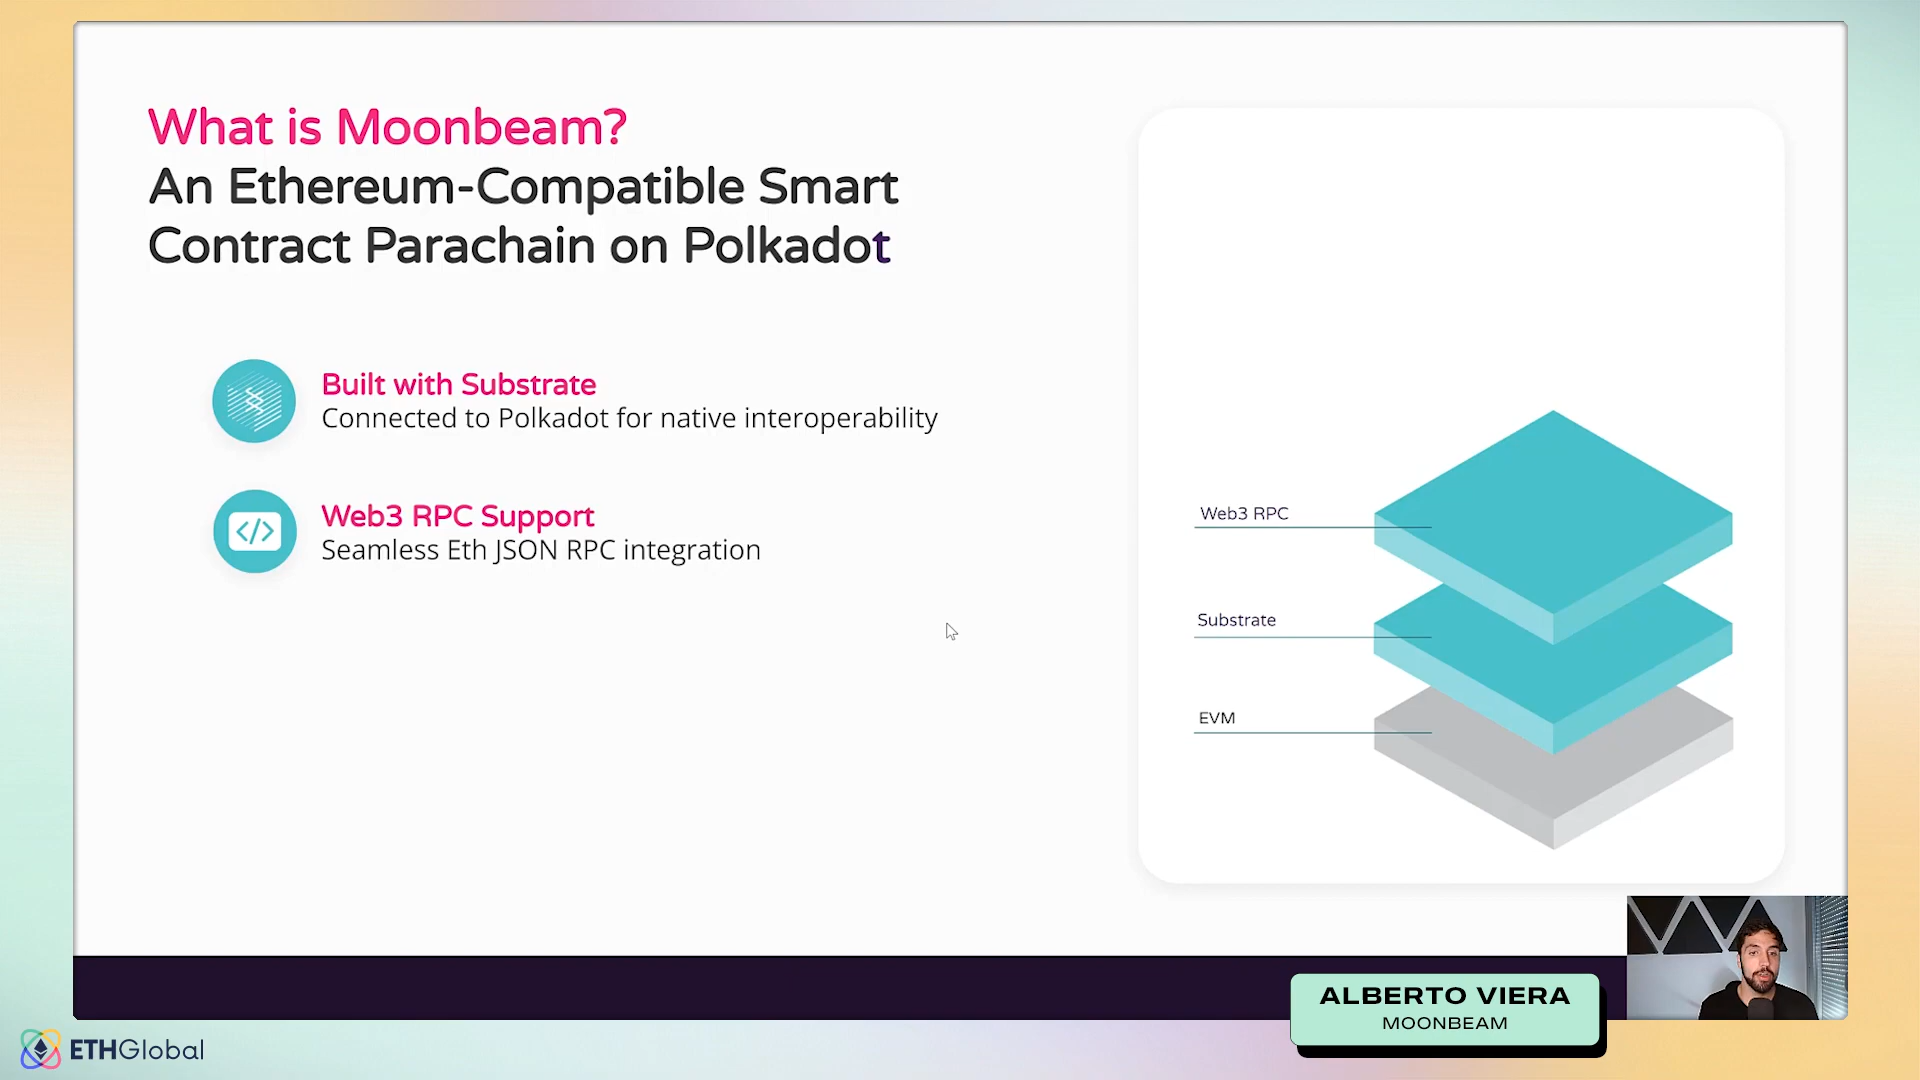 What is Moonbeam?
An Ethereum-Compatible Smart
Contract Parachain on Polkadot
Built with Substrate
Connected to Polkadot for native interoperability
Web3 RPC Support
Seamless Eth JSON RPC integration
Web3 RPC
Substrate
EVM
ALBERTO VIERA
MOONBEAM
ETHGlobal